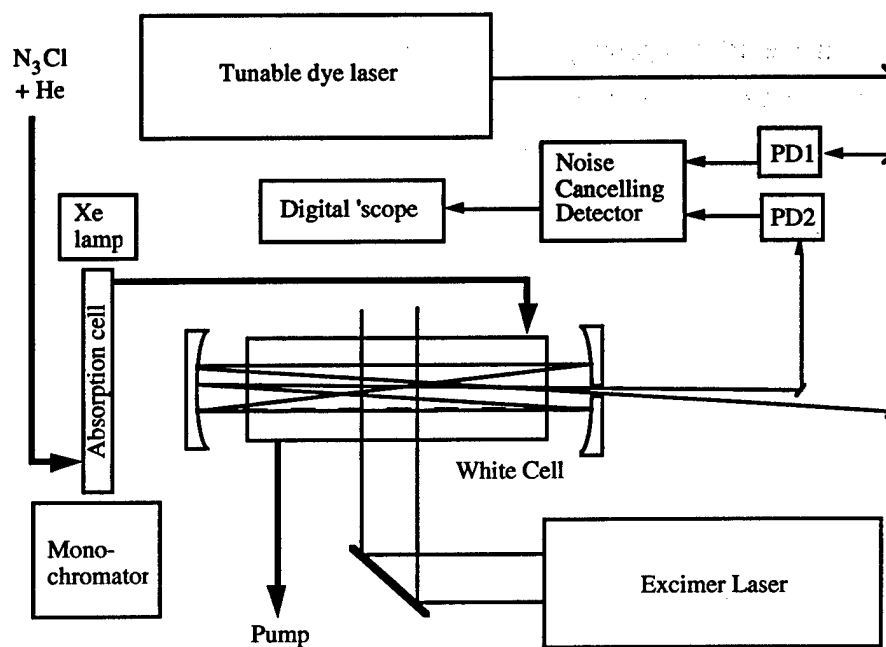 N₃Cl
+ He
Tunable dye laser
PD1
Noise
Cancelling
Detector
PD2
Digital 'scope
Xe
lamp
Absorption cell
White Cell
Mono-
chromator
Excimer Laser
Pump